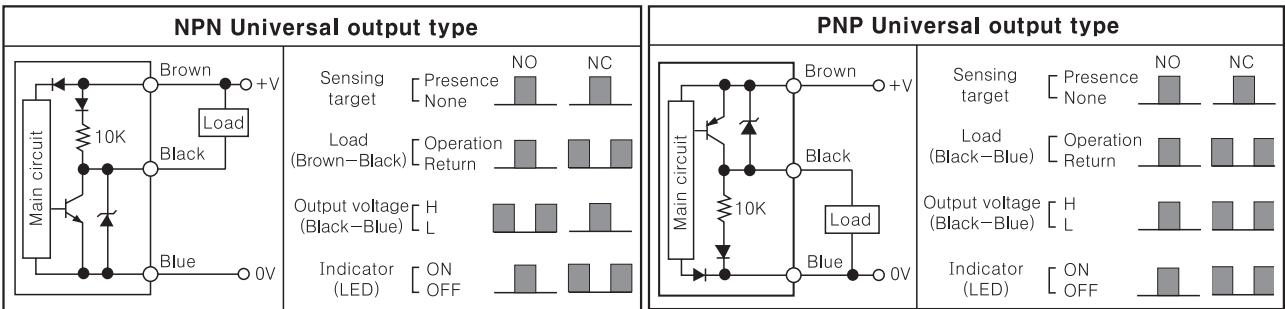 NPN Universal output type
Brown
+V
Load
10K
Black
Main circuit
Blue
0V
NO NC
Sensing target
Presence
None
Load (Brown-Black)
Operation
Return
Output voltage (Black-Blue)
H
L
Indicator (LED)
ON
OFF
PNP Universal output type
Brown
+V
Main circuit
Black
10K
Load
Blue
0V
NO NC
Sensing target
Presence
None
Load (Black-Blue)
Operation
Return
Output voltage (Black-Blue)
H
L
Indicator (LED)
ON
OFF